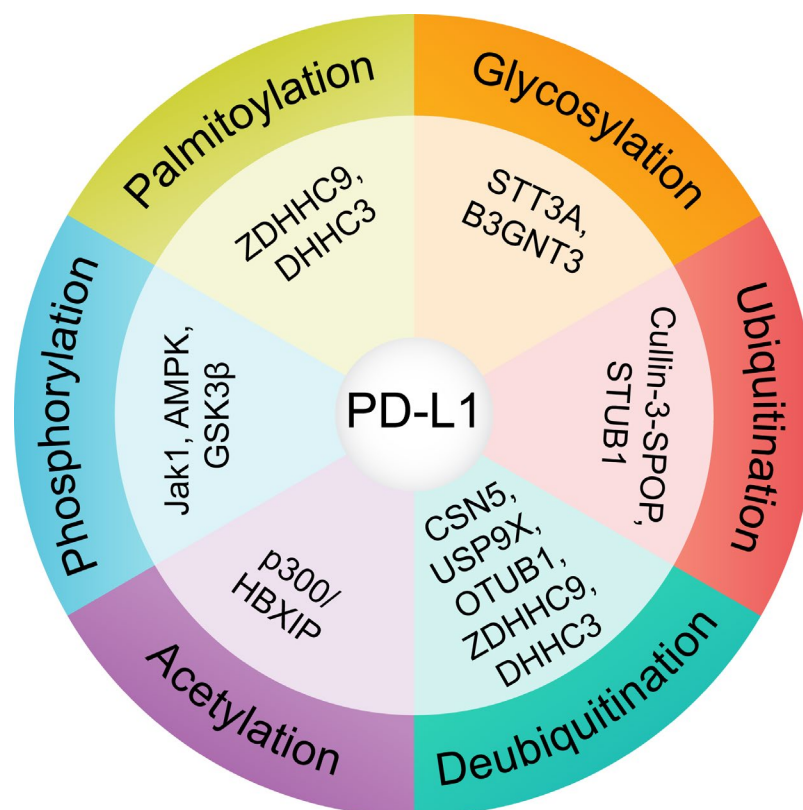 Palmitoylation
ZDHHC9,
DHHC3
Glycosylation
STT3A,
B3GNT3
Ubiquitination
Cullin-3-SPOP,
STUB1
Deubiquitination
CSN5,
USP9X,
OTUB1,
ZDHHC9,
DHHC3
Acetylation
p300/
HBXIP
Phosphorylation
Jak1, AMPK,
GSK3β
PD-L1